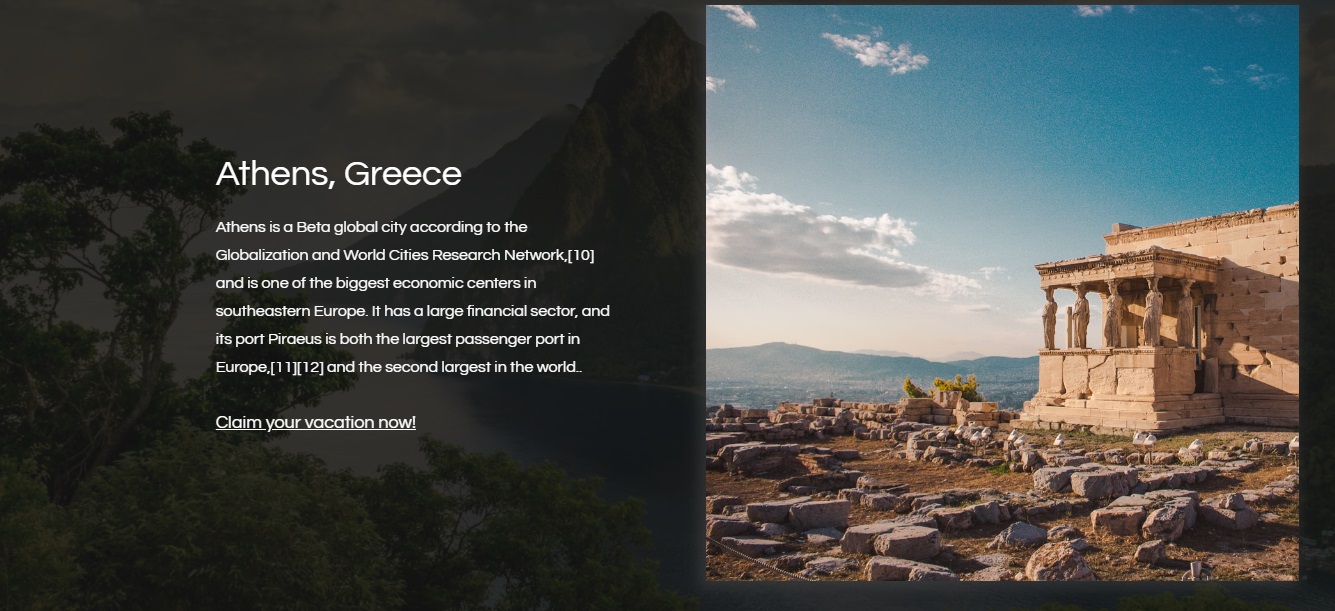 Athens, Greece
Athens is a Beta global city according to the
Globalization and World Cities Research Network,[10]
and is one of the biggest economic centers in
southeastern Europe. It has a large financial sector, and
its port Piraeus is both the largest passenger port in
Europe,[11][12] and the second largest in the world..
Claim your vacation now!